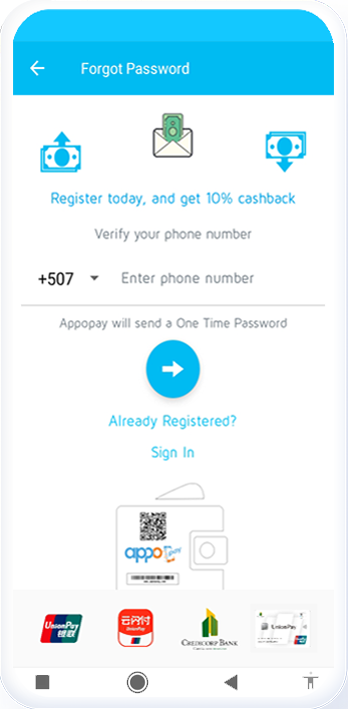 Forgot Password
Register today, and get 10% cashback
Verify your phone number
+507 Enter phone number
Appopay will send a One Time Password
Already Registered?
Sign In
appo pay
UnionPay
银联
云闪付
UnionPay
CREDICORP BANK
UnionPay